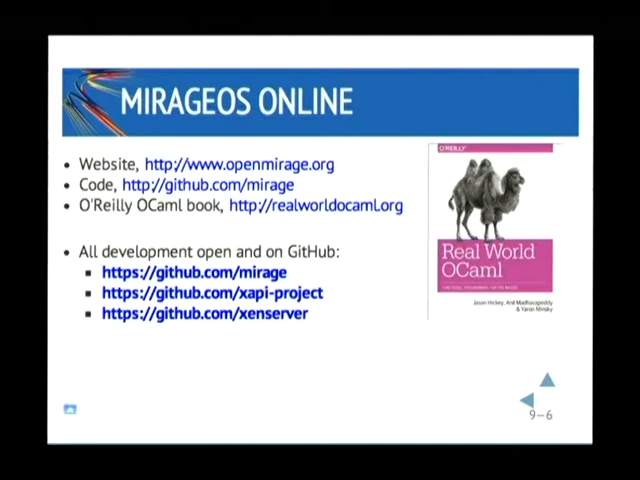 MIRAGEOS ONLINE
• Website, http://www.openmirage.org
• Code, http://github.com/mirage
• O'Reilly OCaml book, http://realworldocaml.org
• All development open and on GitHub:
▪ https://github.com/mirage
▪ https://github.com/xapi-project
▪ https://github.com/xenserver
O'REILLY
Real World
OCaml
Jason Hickey, Anil Madhavapeddy
& Yaron Minsky
9–6